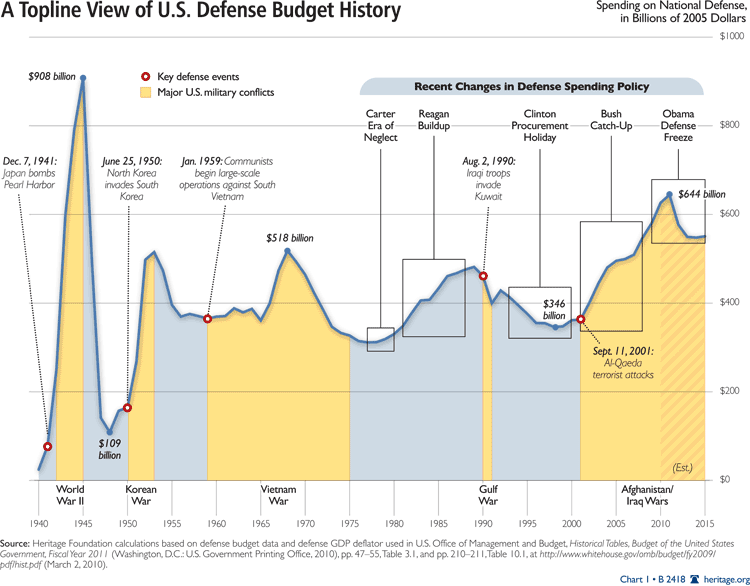 A Topline View of U.S. Defense Budget History
Spending on National Defense,
in Billions of 2005 Dollars
$1000
$908 billion
Key defense events
Major U.S. military conflicts
Recent Changes in Defense Spending Policy
Carter
Era of
Neglect
Reagan
Buildup
Clinton
Procurement
Holiday
Bush
Catch-Up
Obama
Defense
Freeze
$800
Dec. 7, 1941:
Japan bombs
Pearl Harbor
June 25, 1950:
North Korea
invades South
Korea
Jan. 1959: Communists
begin large-scale
operations against South
Vietnam
Aug. 2, 1990:
Iraqi troops
invade
Kuwait
$644 billion
$600
$518 billion
$400
$346
billion
Sept. 11, 2001:
Al-Qaeda
terrorist attacks
$200
$109
billion
(Est.)
$0
World
War II
Korean
War
Vietnam
War
Gulf
War
Afghanistan/
Iraq Wars
1940 1945 1950 1955 1960 1965 1970 1975 1980 1985 1990 1995 2000 2005 2010 2015
Source: Heritage Foundation calculations based on defense budget data and defense GDP deflator used in U.S. Office of Management and Budget, Historical Tables, Budget of the United States
Government, Fiscal Year 2011 (Washington, D.C.: U.S. Government Printing Office, 2010), pp. 47–55, Table 3.1, and pp. 210–211, Table 10.1, at http://www.whitehouse.gov/omb/budget/fy2009/
pdf/hist.pdf (March 2, 2010).
Chart 1 • B 2418 heritage.org